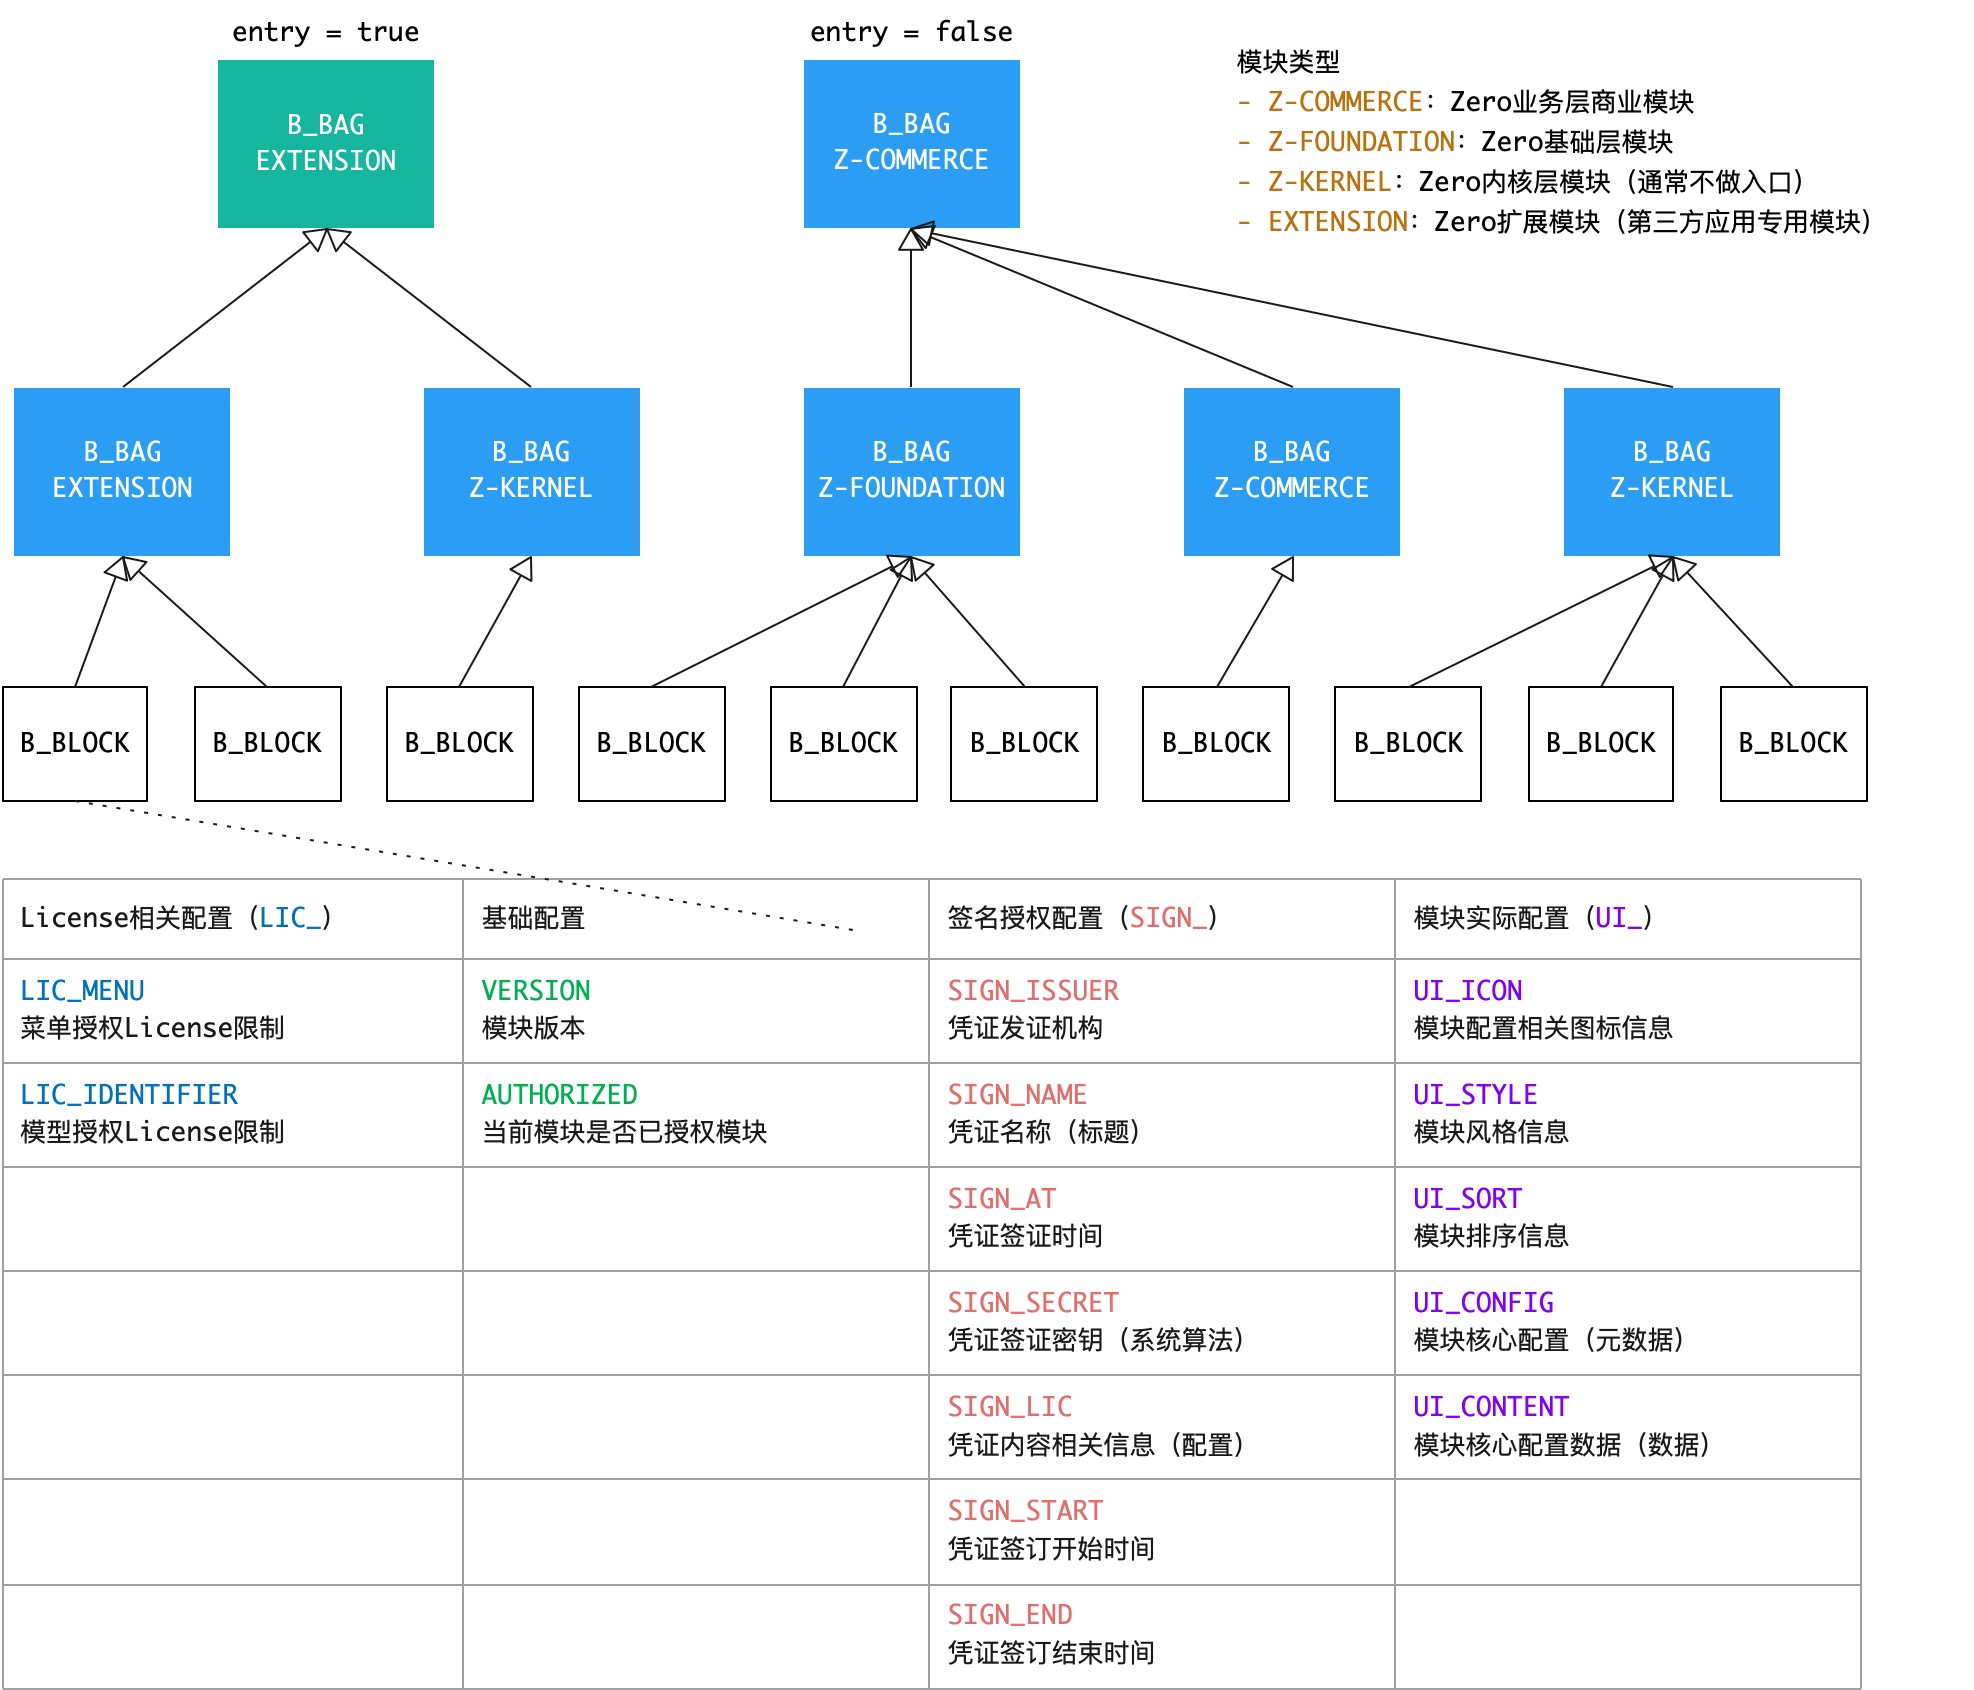 entry = true
entry = false
模块类型
- Z-COMMERCE：Zero业务层商业模块
- Z-FOUNDATION：Zero基础层模块
- Z-KERNEL：Zero内核层模块（通常不做入口）
- EXTENSION：Zero扩展模块（第三方应用专用模块）
B_BAG
EXTENSION
B_BAG
Z-COMMERCE
B_BAG
EXTENSION
B_BAG
Z-KERNEL
B_BAG
Z-FOUNDATION
B_BAG
Z-COMMERCE
B_BAG
Z-KERNEL
B_BLOCK
B_BLOCK
B_BLOCK
B_BLOCK
B_BLOCK
B_BLOCK
B_BLOCK
B_BLOCK
B_BLOCK
B_BLOCK
License相关配置（LIC_）
基础配置
签名授权配置（SIGN_）
模块实际配置（UI_）
LIC_MENU
菜单授权License限制
VERSION
模块版本
SIGN_ISSUER
凭证发证机构
UI_ICON
模块配置相关图标信息
LIC_IDENTIFIER
模型授权License限制
AUTHORIZED
当前模块是否已授权模块
SIGN_NAME
凭证名称（标题）
UI_STYLE
模块风格信息
SIGN_AT
凭证签证时间
UI_SORT
模块排序信息
SIGN_SECRET
凭证签证密钥（系统算法）
UI_CONFIG
模块核心配置（元数据）
SIGN_LIC
凭证内容相关信息（配置）
UI_CONTENT
模块核心配置数据（数据）
SIGN_START
凭证签订开始时间
SIGN_END
凭证签订结束时间